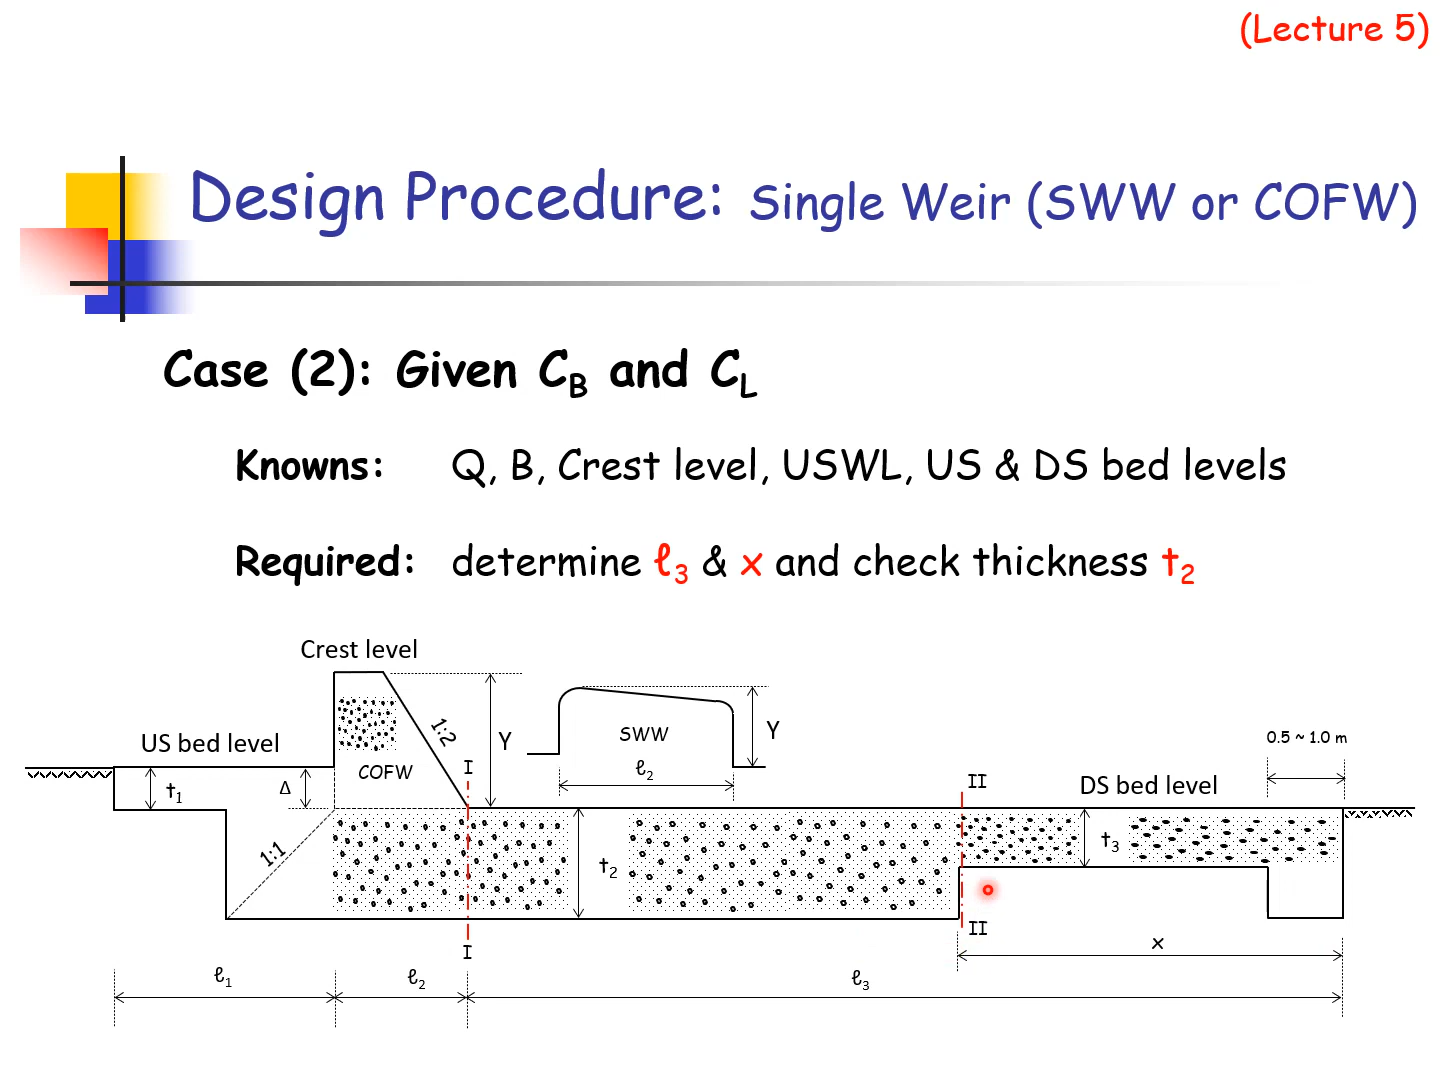 (Lecture 5)
Design Procedure: Single Weir (SWW or COFW)
Case (2): Given C_B and C_L
Knowns: Q, B, Crest level, USWL, US & DS bed levels
Required: determine ℓ₃ & x and check thickness t₂
Crest level
1:2
Y
SWW
Y
0.5 ~ 1.0 m
US bed level
COFW
I
ℓ₂
II
DS bed level
t₁
Δ
1:1
t₂
t₃
I
II
x
ℓ₁
ℓ₂
ℓ₃